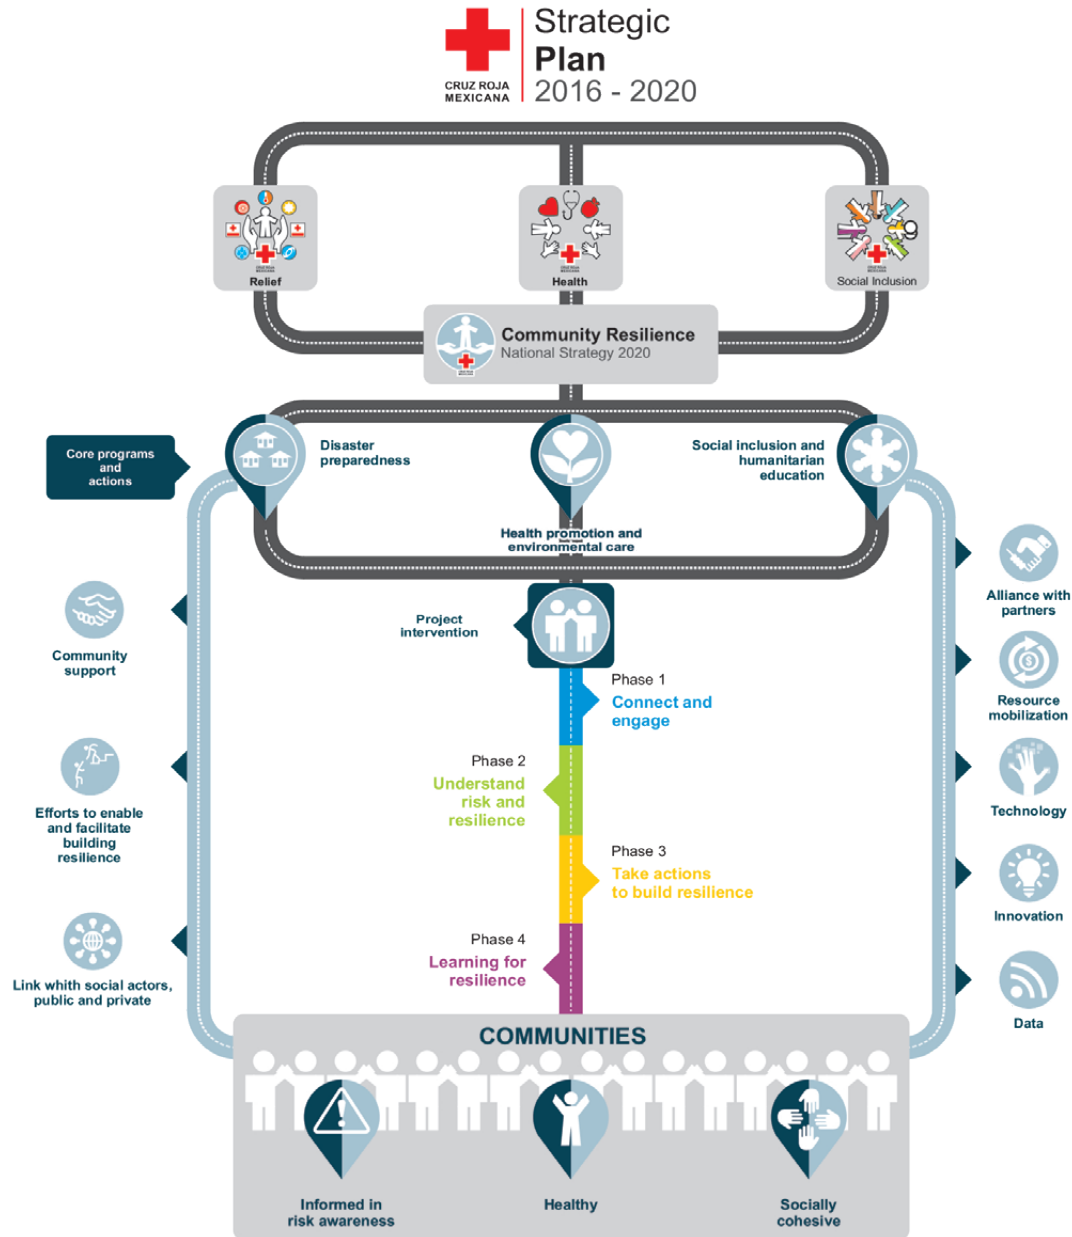 Strategic
Plan
2016 - 2020
CRUZ ROJA
MEXICANA
Relief
Health
Social Inclusion
Community Resilience
National Strategy 2020
Core programs
and
actions
Disaster
preparedness
Social inclusion and
humanitarian
education
Health promotion and
environmental care
Project
intervention
Community
support
Efforts to enable
and facilitate
building
resilience
Link whith social actors,
public and private
Phase 1
Connect and
engage
Phase 2
Understand
risk and
resilience
Phase 3
Take actions
to build resilience
Phase 4
Learning for
resilience
Alliance with
partners
Resource
mobilization
Technology
Innovation
Data
COMMUNITIES
Informed in
risk awareness
Healthy
Socially
cohesive